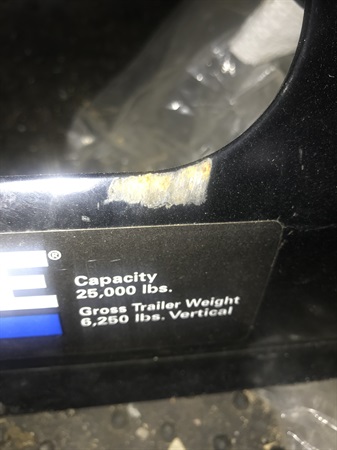 E®
Capacity
25,000 lbs.
Gross Trailer Weight
6,250 lbs. Vertical